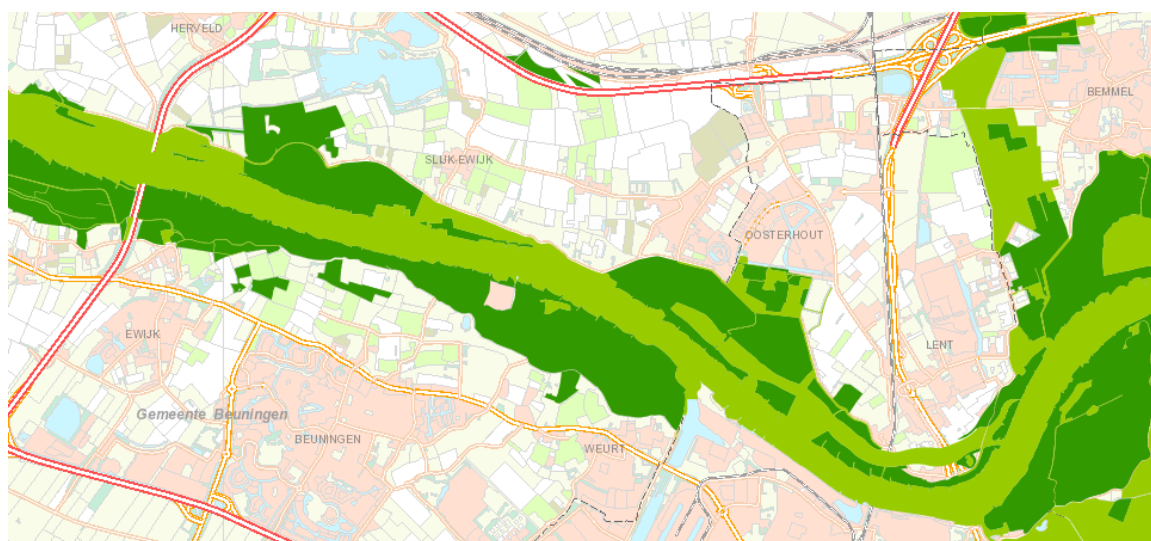 HERVELD
BEMMEL
SLIJK-EWIJK
OOSTERHOUT
EWIJK
LENT
Gemeente Beuningen
BEUNINGEN
WEURT